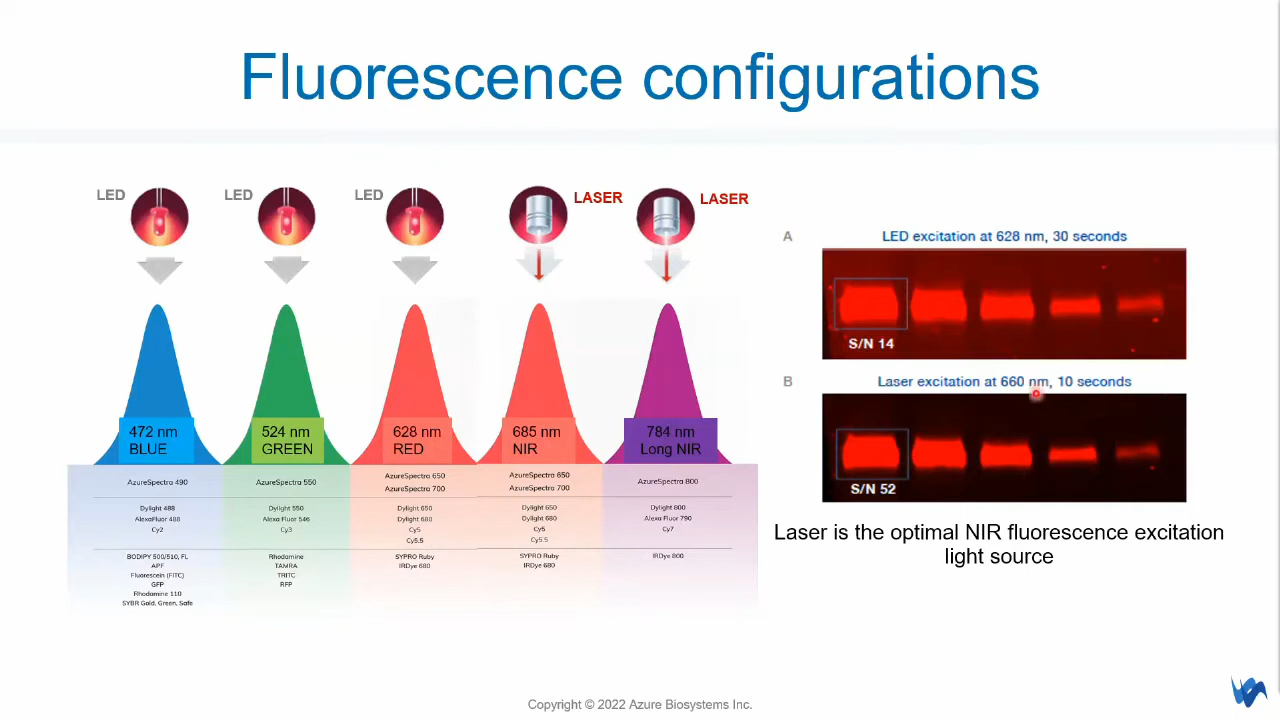 Fluorescence configurations
LED
LED
LED
LASER
LASER
472 nm
BLUE
524 nm
GREEN
628 nm
RED
685 nm
NIR
784 nm
Long NIR
AzureSpectra 490
Dylight 488
AlexaFluor 488
Cy2
BODIPY 500/510, FL
APF
Fluorescein (FITC)
GFP
Rhodamine 110
SYBR Gold, Green, Safe
AzureSpectra 550
Dylight 550
Alexa Fluor 546
Cy3
Rhodamine
TAMRA
TRITC
RFP
AzureSpectra 650
AzureSpectra 700
Dylight 650
Dylight 680
Cy5
Cy5.5
SYPRO Ruby
IRDye 680
AzureSpectra 650
AzureSpectra 700
Dylight 650
Dylight 680
Cy5
Cy5.5
SYPRO Ruby
IRDye 680
AzureSpectra 800
Dylight 800
Alexa Fluor 790
Cy7
IRDye 800
A
LED excitation at 628 nm, 30 seconds
S/N 14
B
Laser excitation at 660 nm, 10 seconds
S/N 52
Laser is the optimal NIR fluorescence excitation
light source
Copyright © 2022 Azure Biosystems Inc.